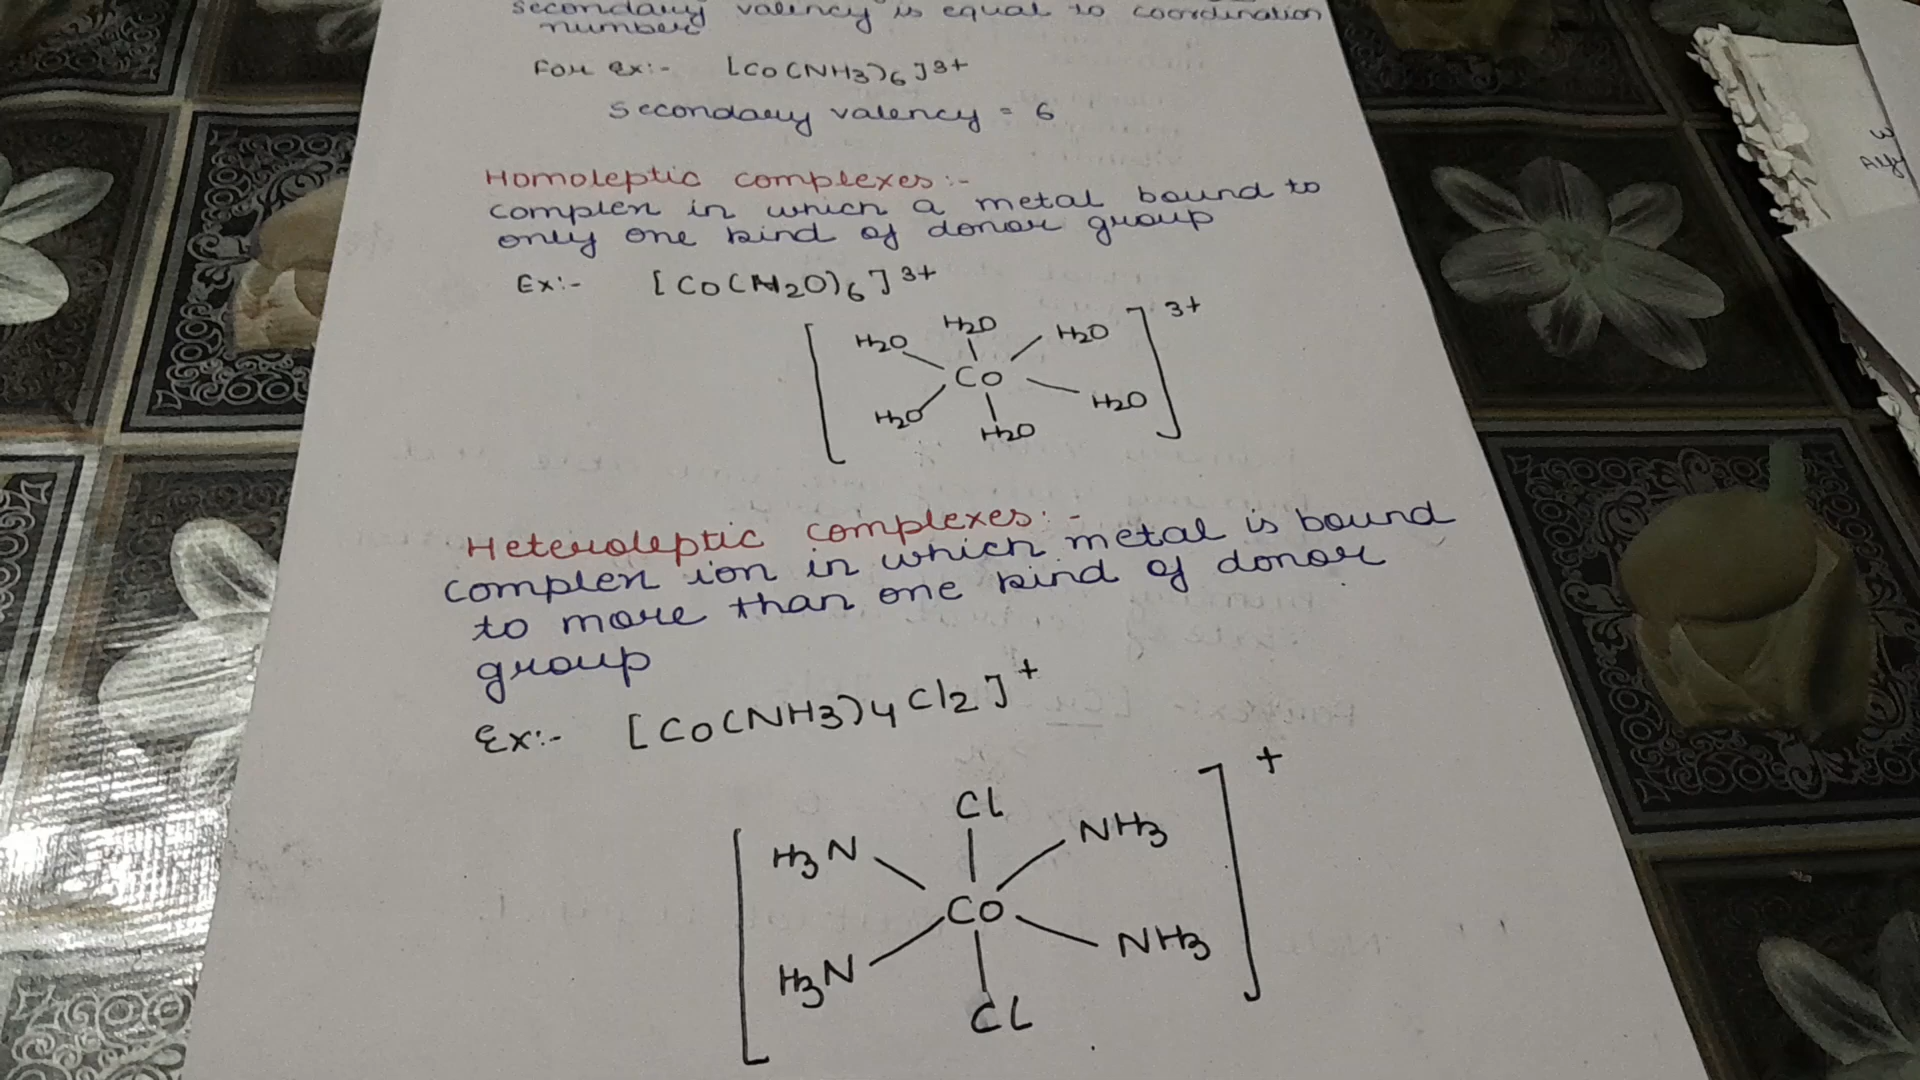 secondary valency is equal to coordination
number
For ex:- [Co(NH3)6]3+
secondary valency = 6
Homoleptic complexes:-
complex in which a metal bound to
only one kind of donor group
Ex:- [Co(H2O)6]3+
[ ]3+
H2O H2O H2O
Co
H2O H2O H2O
Heteroleptic complexes:-
complex ion in which metal is bound
to more than one kind of donor
group
Ex:- [Co(NH3)4Cl2]+
[ ]+
Cl
H3N NH3
Co
H3N NH3
Cl